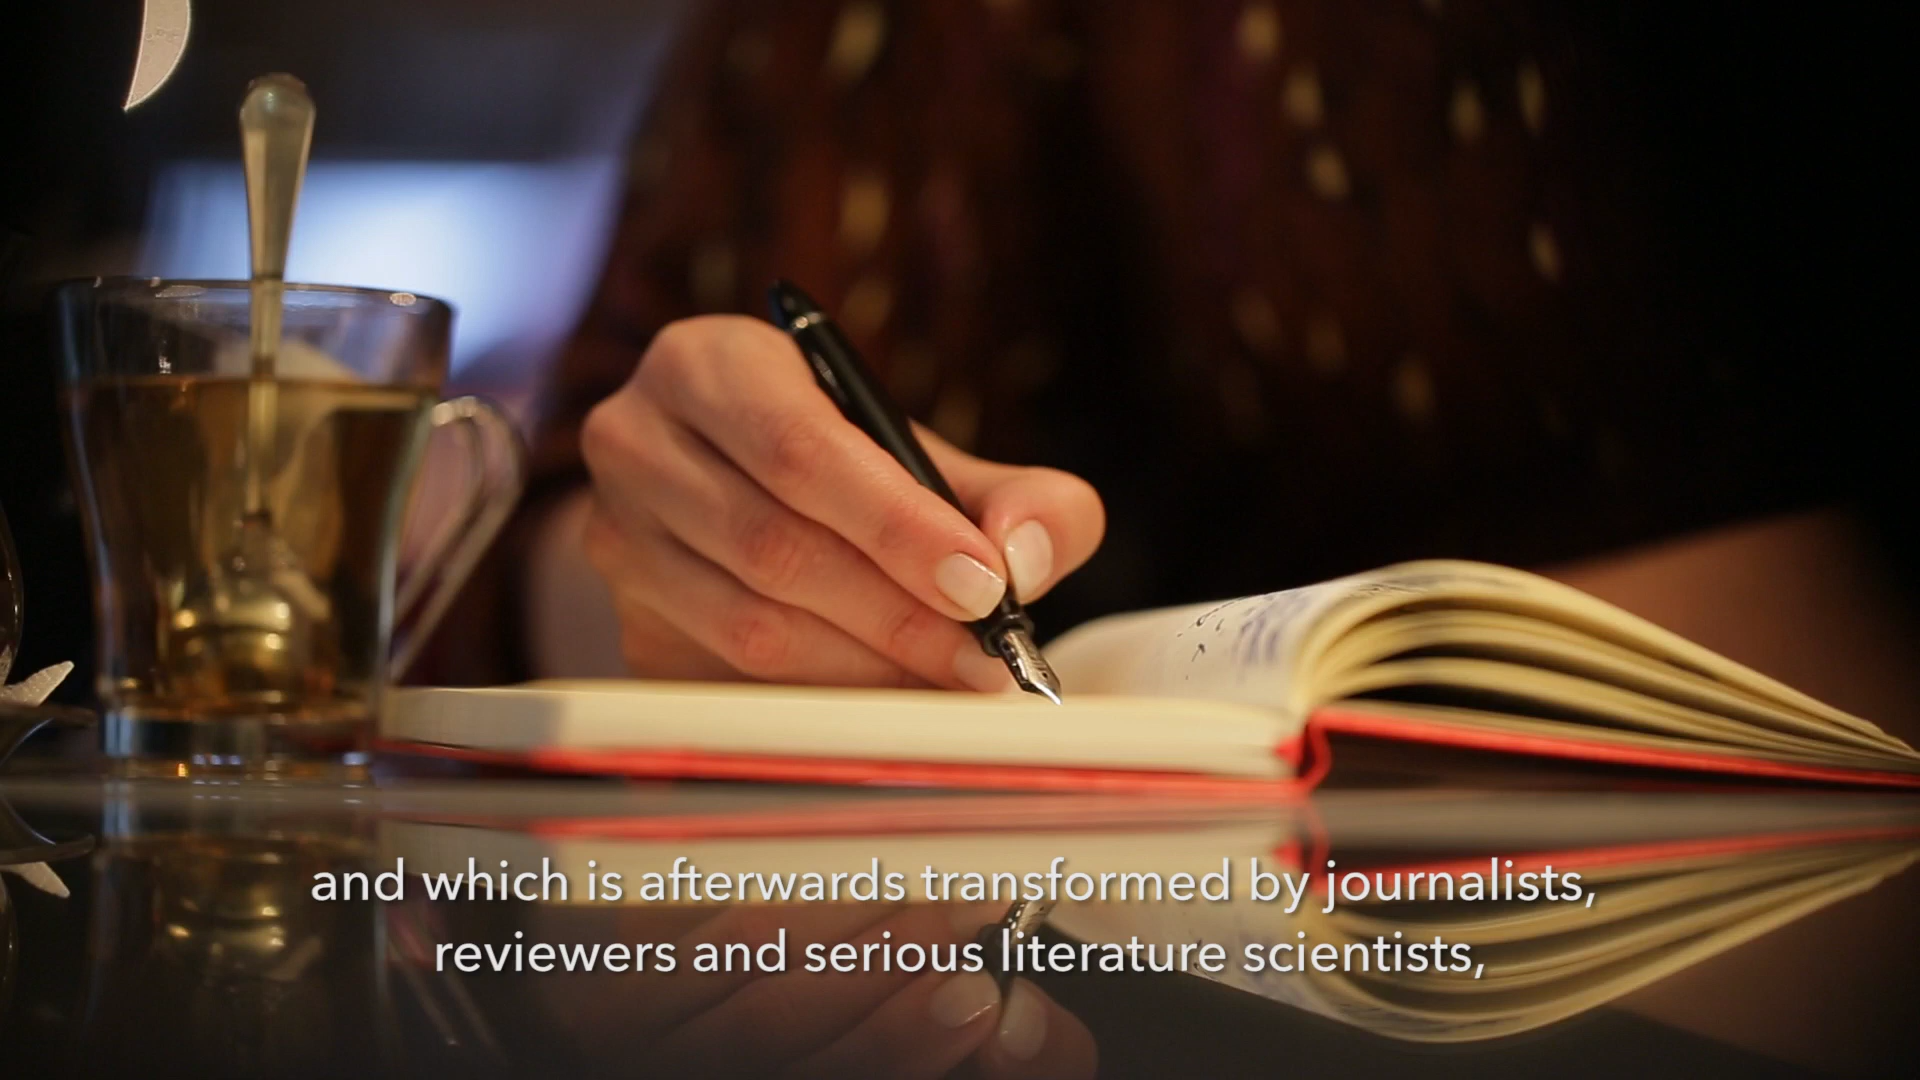 and which is afterwards transformed by journalists,
reviewers and serious literature scientists,